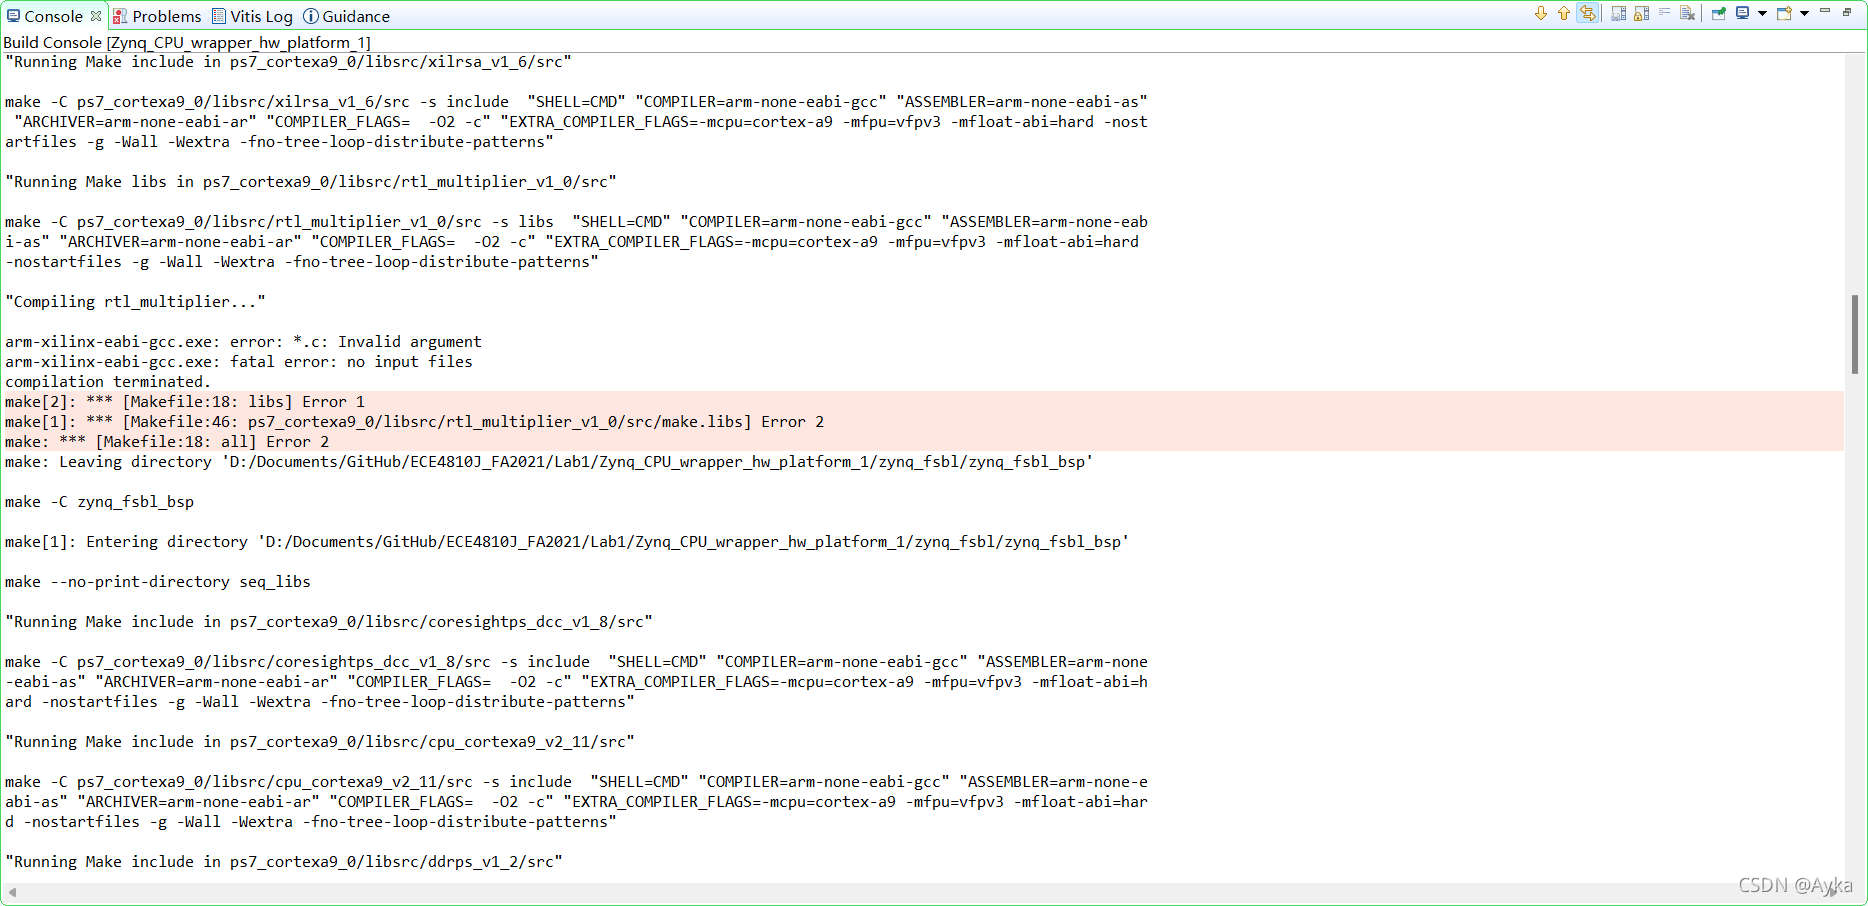 Console Problems Vitis Log Guidance
Build Console [Zynq_CPU_wrapper_hw_platform_1]
"Running Make include in ps7_cortexa9_0/libsrc/xilrsa_v1_6/src"
make -C ps7_cortexa9_0/libsrc/xilrsa_v1_6/src -s include  "SHELL=CMD" "COMPILER=arm-none-eabi-gcc" "ASSEMBLER=arm-none-eabi-as"
"ARCHIVER=arm-none-eabi-ar" "COMPILER_FLAGS=  -O2 -c" "EXTRA_COMPILER_FLAGS=-mcpu=cortex-a9 -mfpu=vfpv3 -mfloat-abi=hard -nost
artfiles -g -Wall -Wextra -fno-tree-loop-distribute-patterns"
"Running Make libs in ps7_cortexa9_0/libsrc/rtl_multiplier_v1_0/src"
make -C ps7_cortexa9_0/libsrc/rtl_multiplier_v1_0/src -s libs  "SHELL=CMD" "COMPILER=arm-none-eabi-gcc" "ASSEMBLER=arm-none-eab
i-as" "ARCHIVER=arm-none-eabi-ar" "COMPILER_FLAGS=  -O2 -c" "EXTRA_COMPILER_FLAGS=-mcpu=cortex-a9 -mfpu=vfpv3 -mfloat-abi=hard
-nostartfiles -g -Wall -Wextra -fno-tree-loop-distribute-patterns"
"Compiling rtl_multiplier..."
arm-xilinx-eabi-gcc.exe: error: *.c: Invalid argument
arm-xilinx-eabi-gcc.exe: fatal error: no input files
compilation terminated.
make[2]: *** [Makefile:18: libs] Error 1
make[1]: *** [Makefile:46: ps7_cortexa9_0/libsrc/rtl_multiplier_v1_0/src/make.libs] Error 2
make: *** [Makefile:18: all] Error 2
make: Leaving directory 'D:/Documents/GitHub/ECE4810J_FA2021/Lab1/Zynq_CPU_wrapper_hw_platform_1/zynq_fsbl/zynq_fsbl_bsp'
make -C zynq_fsbl_bsp
make[1]: Entering directory 'D:/Documents/GitHub/ECE4810J_FA2021/Lab1/Zynq_CPU_wrapper_hw_platform_1/zynq_fsbl/zynq_fsbl_bsp'
make --no-print-directory seq_libs
"Running Make include in ps7_cortexa9_0/libsrc/coresightps_dcc_v1_8/src"
make -C ps7_cortexa9_0/libsrc/coresightps_dcc_v1_8/src -s include  "SHELL=CMD" "COMPILER=arm-none-eabi-gcc" "ASSEMBLER=arm-none
-eabi-as" "ARCHIVER=arm-none-eabi-ar" "COMPILER_FLAGS=  -O2 -c" "EXTRA_COMPILER_FLAGS=-mcpu=cortex-a9 -mfpu=vfpv3 -mfloat-abi=h
ard -nostartfiles -g -Wall -Wextra -fno-tree-loop-distribute-patterns"
"Running Make include in ps7_cortexa9_0/libsrc/cpu_cortexa9_v2_11/src"
make -C ps7_cortexa9_0/libsrc/cpu_cortexa9_v2_11/src -s include  "SHELL=CMD" "COMPILER=arm-none-eabi-gcc" "ASSEMBLER=arm-none-e
abi-as" "ARCHIVER=arm-none-eabi-ar" "COMPILER_FLAGS=  -O2 -c" "EXTRA_COMPILER_FLAGS=-mcpu=cortex-a9 -mfpu=vfpv3 -mfloat-abi=har
d -nostartfiles -g -Wall -Wextra -fno-tree-loop-distribute-patterns"
"Running Make include in ps7_cortexa9_0/libsrc/ddrps_v1_2/src"
CSDN @Ayka